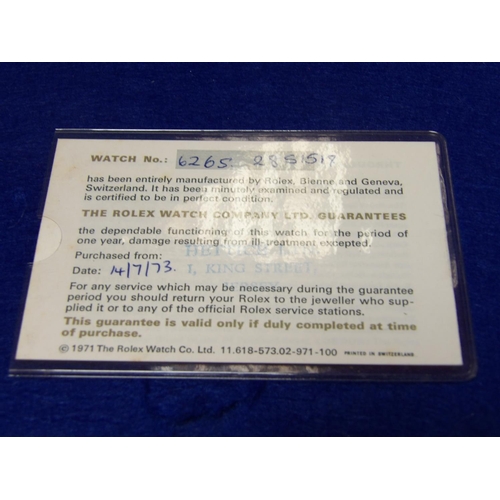 WATCH No.: 6265 2851518
has been entirely manufactured by Rolex, Bienne and Geneva,
Switzerland. It has been minutely examined and regulated and
is certified to be in perfect condition.
THE ROLEX WATCH COMPANY LTD. GUARANTEES
the dependable functioning of this watch for the period of
one year, damage resulting from ill-treatment excepted.
Purchased from:
1, KING STREET,
Date: 14/7/73.
For any service which may be necessary during the guarantee
period you should return your Rolex to the jeweller who sup-
plied it or to any of the official Rolex service stations.
This guarantee is valid only if duly completed at time
of purchase.
© 1971 The Rolex Watch Co. Ltd. 11.618-573.02-971-100 PRINTED IN SWITZERLAND.